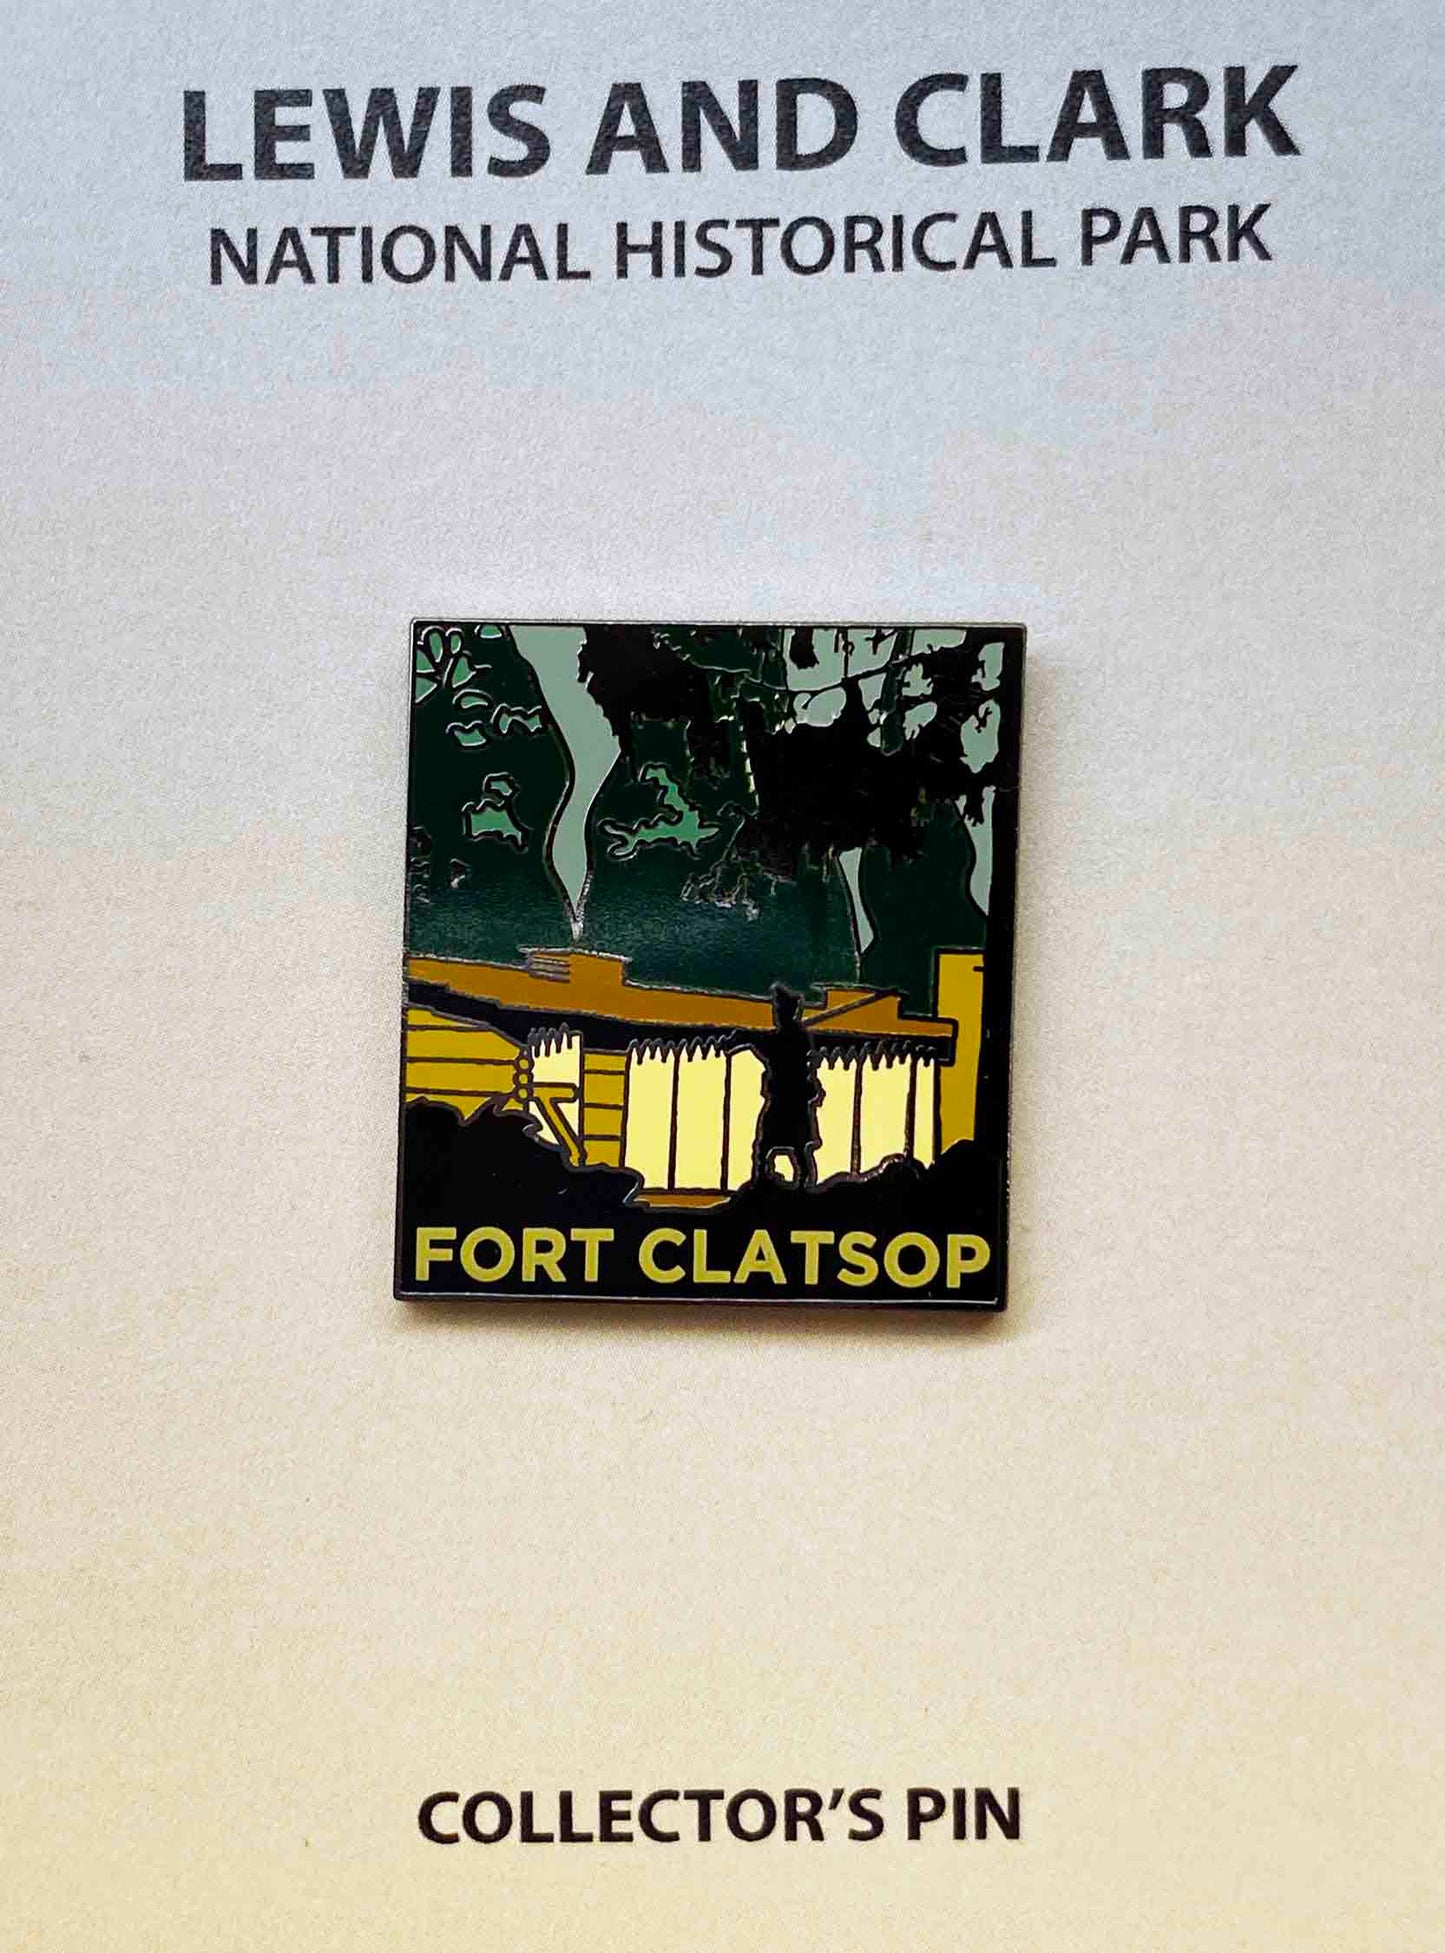 LEWIS AND CLARK
NATIONAL HISTORICAL PARK
FORT CLATSOP
COLLECTOR'S PIN